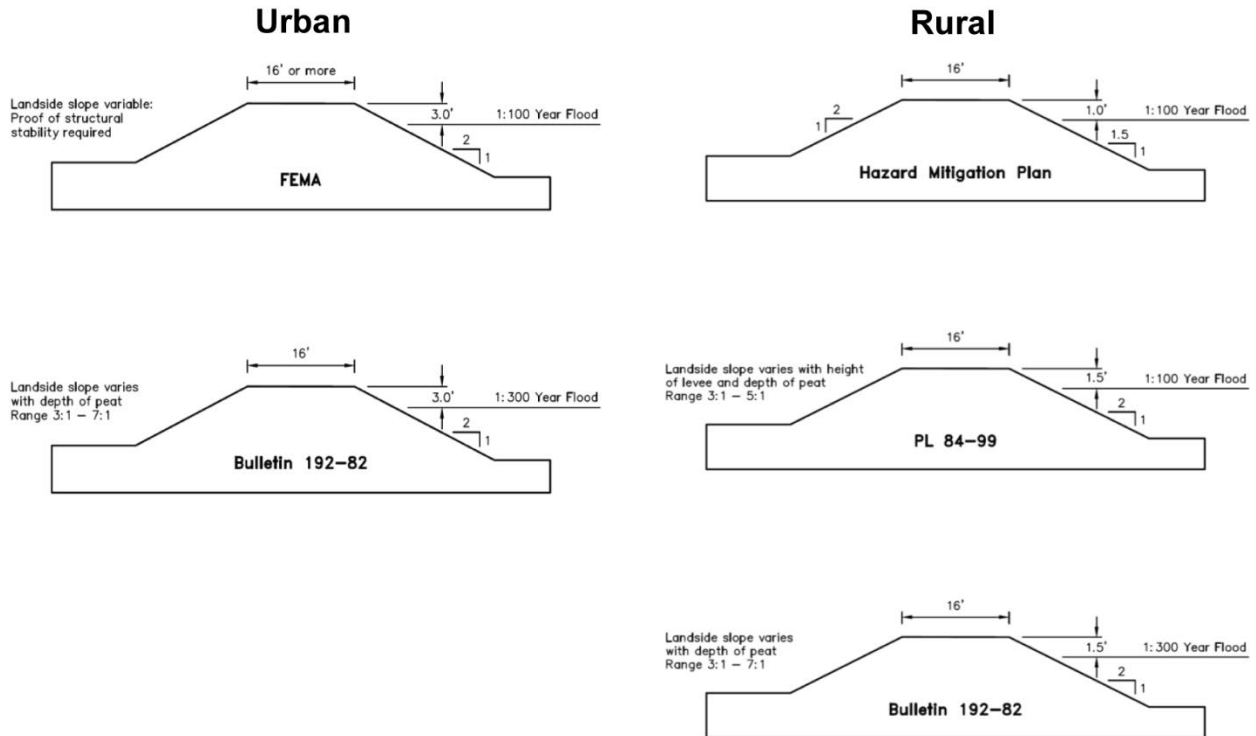 Urban
16' or more
Landside slope variable:
Proof of structural
stability required
3.0'
1:100 Year Flood
2
1
FEMA
16'
Landside slope varies
with depth of peat
Range 3:1 – 7:1
3.0'
1:300 Year Flood
2
1
Bulletin 192–82
Rural
16'
2
1
1.0'
1:100 Year Flood
1.5
1
Hazard Mitigation Plan
16'
Landside slope varies with height
of levee and depth of peat
Range 3:1 – 5:1
1.5'
1:100 Year Flood
2
1
PL 84–99
16'
Landside slope varies
with depth of peat
Range 3:1 – 7:1
1.5'
1:300 Year Flood
2
1
Bulletin 192–82